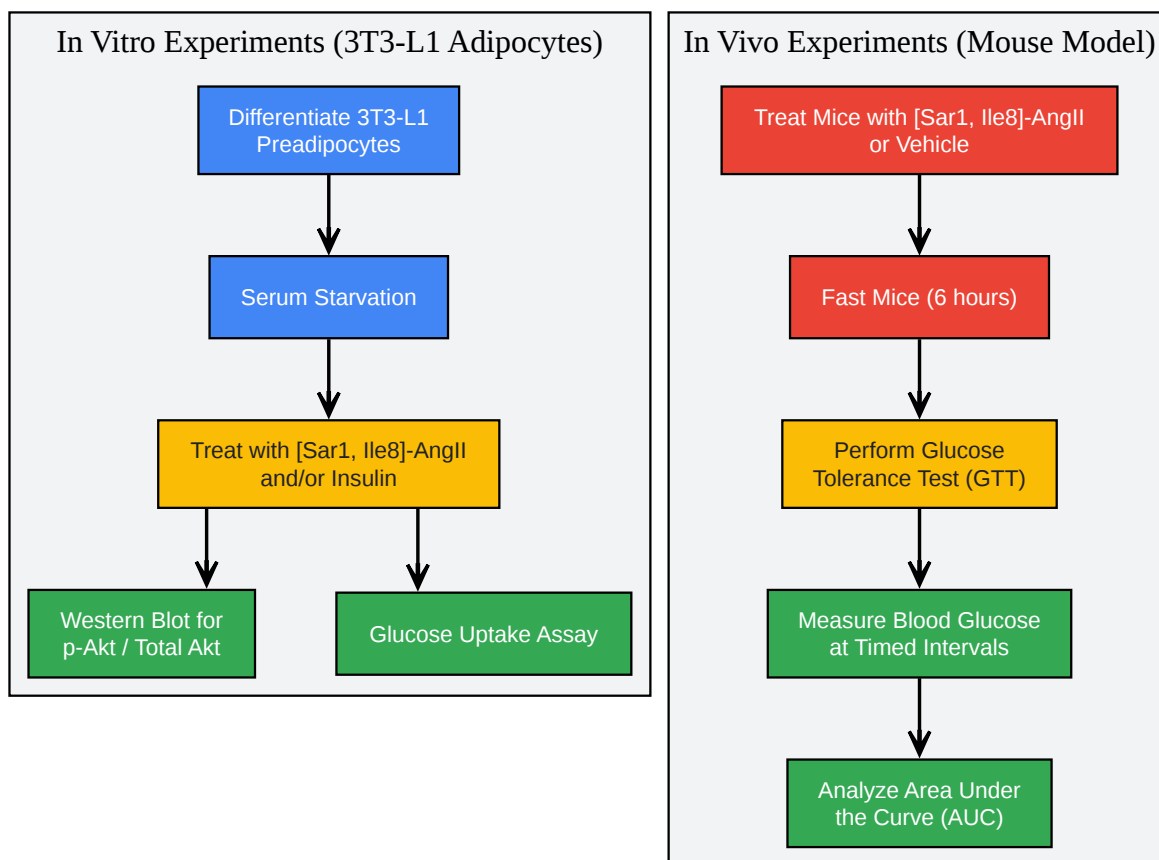 In Vitro Experiments (3T3-L1 Adipocytes)
Differentiate 3T3-L1
Preadipocytes
Serum Starvation
Treat with [Sar1, Ile8]-AngII
and/or Insulin
Western Blot for
p-Akt / Total Akt
Glucose Uptake Assay
In Vivo Experiments (Mouse Model)
Treat Mice with [Sar1, Ile8]-AngII
or Vehicle
Fast Mice (6 hours)
Perform Glucose
Tolerance Test (GTT)
Measure Blood Glucose
at Timed Intervals
Analyze Area Under
the Curve (AUC)